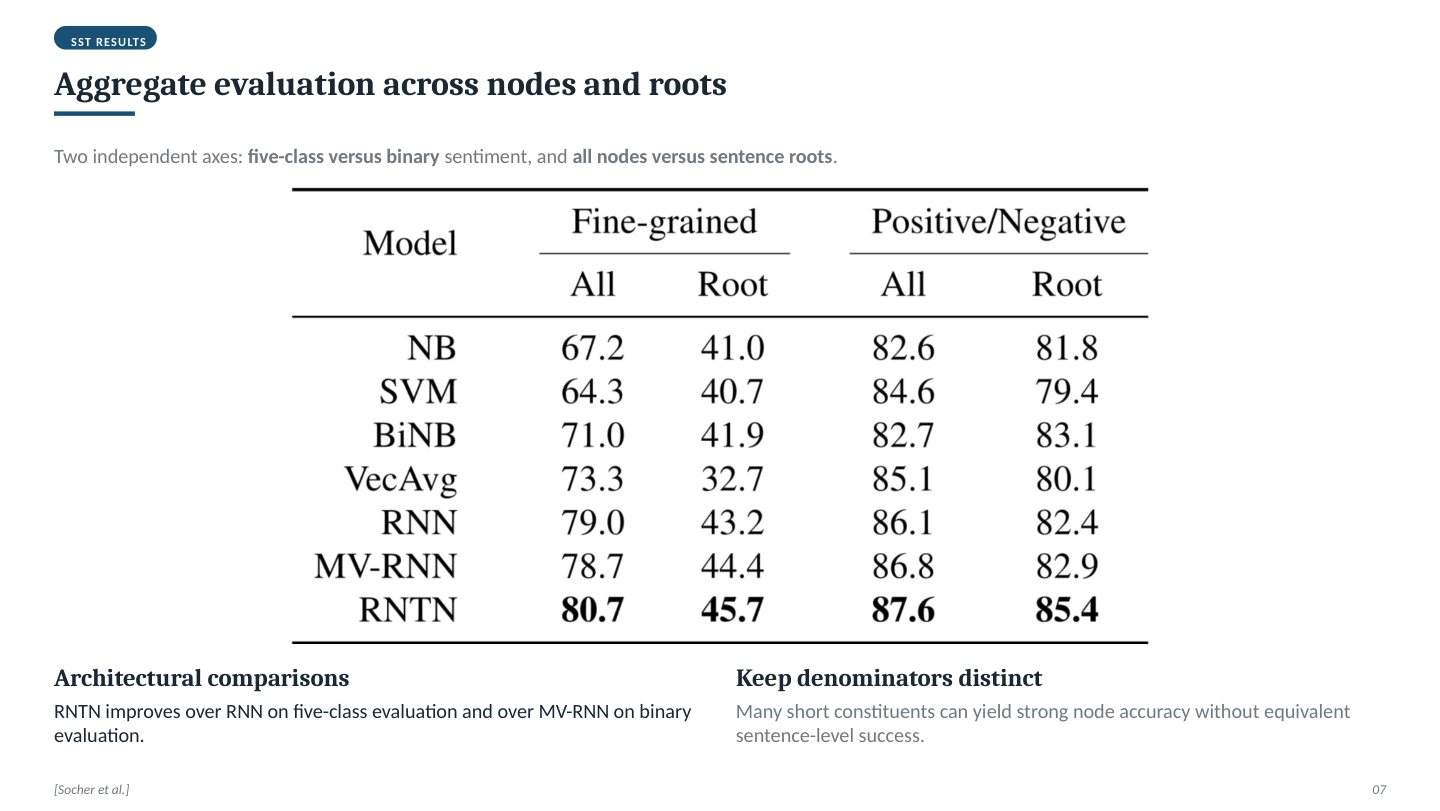 SST RESULTS
Aggregate evaluation across nodes and roots
Two independent axes: five-class versus binary sentiment, and all nodes versus sentence roots.
Model Fine-grained Positive/Negative
All Root All Root
NB 67.2 41.0 82.6 81.8
SVM 64.3 40.7 84.6 79.4
BiNB 71.0 41.9 82.7 83.1
VecAvg 73.3 32.7 85.1 80.1
RNN 79.0 43.2 86.1 82.4
MV-RNN 78.7 44.4 86.8 82.9
RNTN 80.7 45.7 87.6 85.4
Architectural comparisons
RNTN improves over RNN on five-class evaluation and over MV-RNN on binary
evaluation.
Keep denominators distinct
Many short constituents can yield strong node accuracy without equivalent
sentence-level success.
[Socher et al.]
07